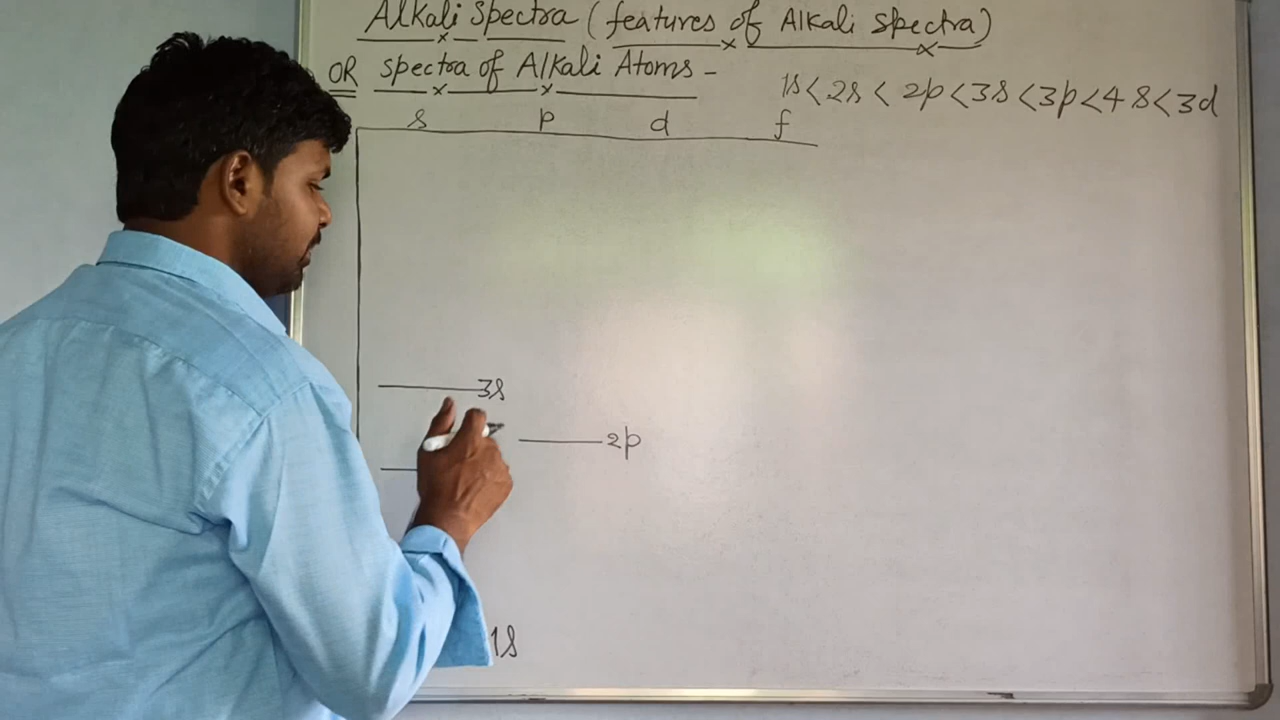 Alkali Spectra (features of Alkali spectra)
OR spectra of Alkali Atoms -
1s < 2s < 2p < 3s < 3p < 4s < 3d
s p d f
3s
2p
1s